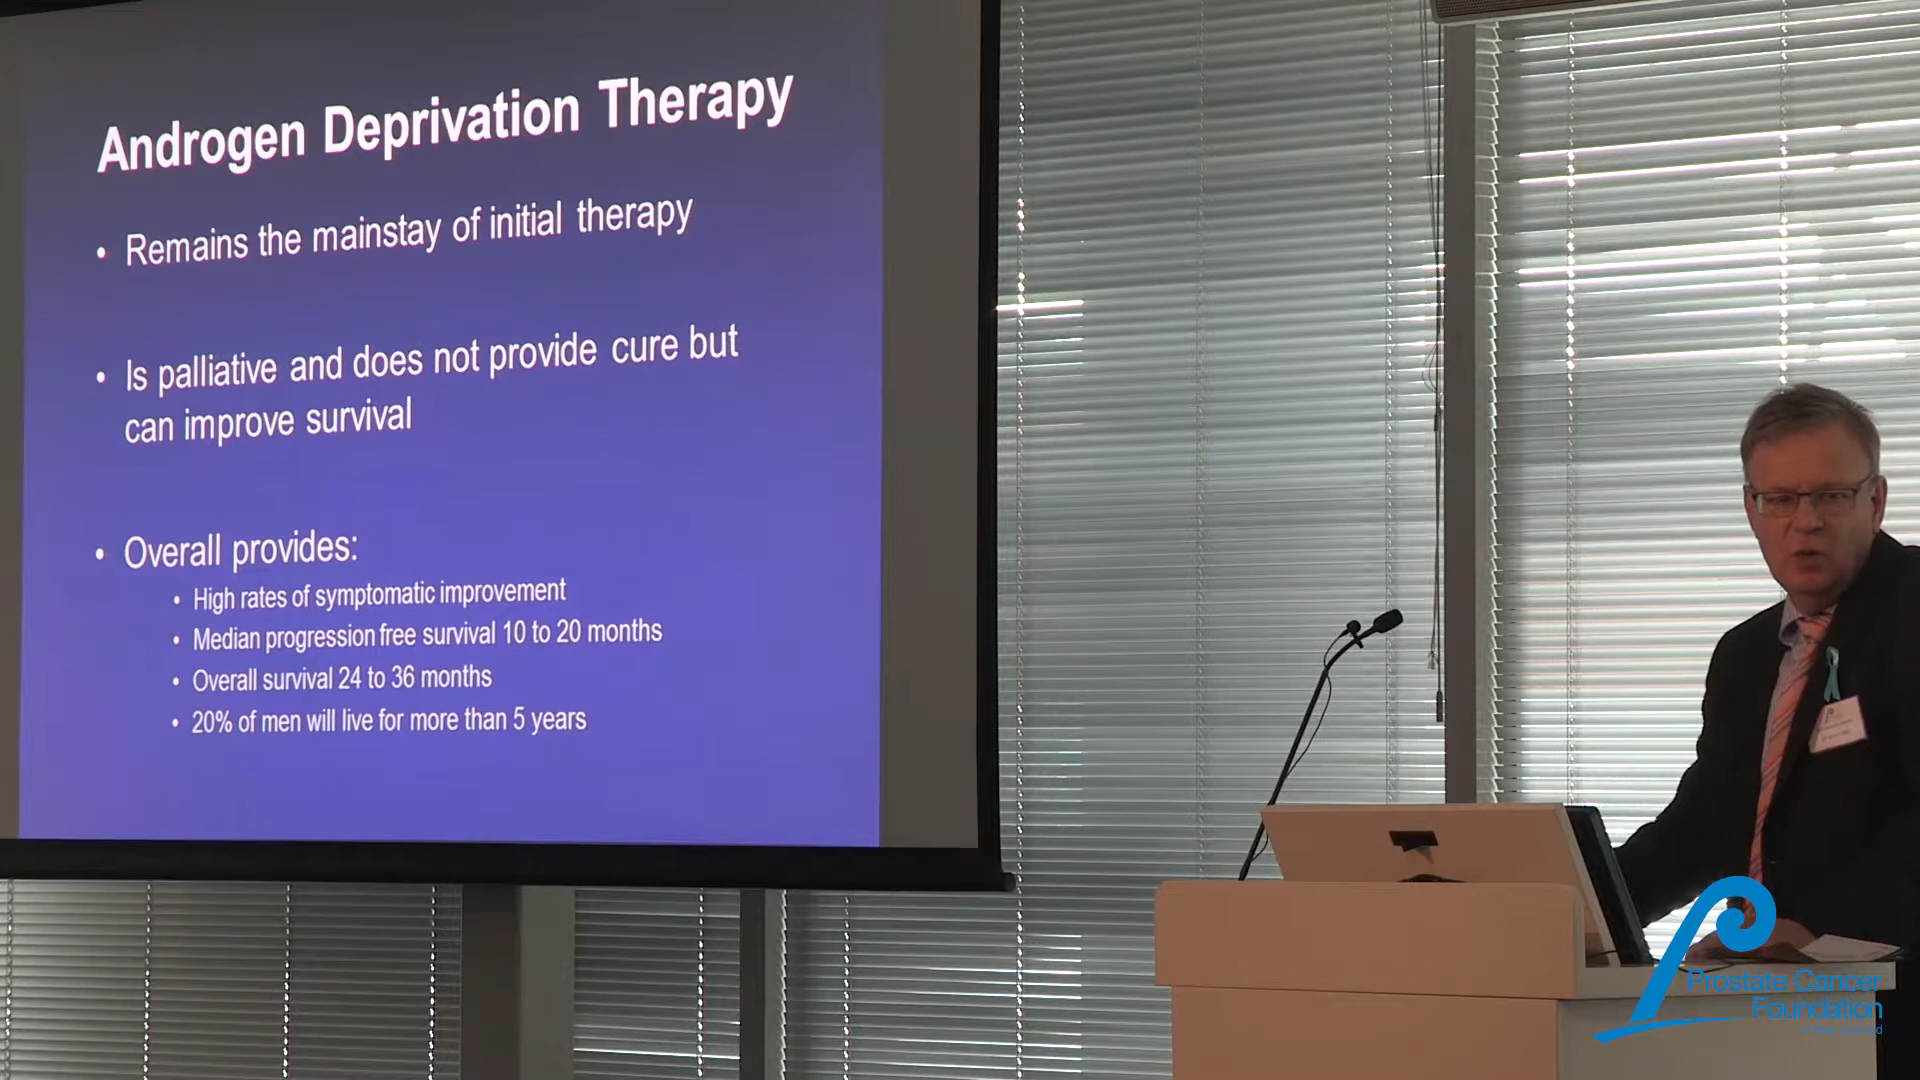 Androgen Deprivation Therapy
• Remains the mainstay of initial therapy
• Is palliative and does not provide cure but
can improve survival
• Overall provides:
• High rates of symptomatic improvement
• Median progression free survival 10 to 20 months
• Overall survival 24 to 36 months
• 20% of men will live for more than 5 years
Prostate Cancer
Foundation